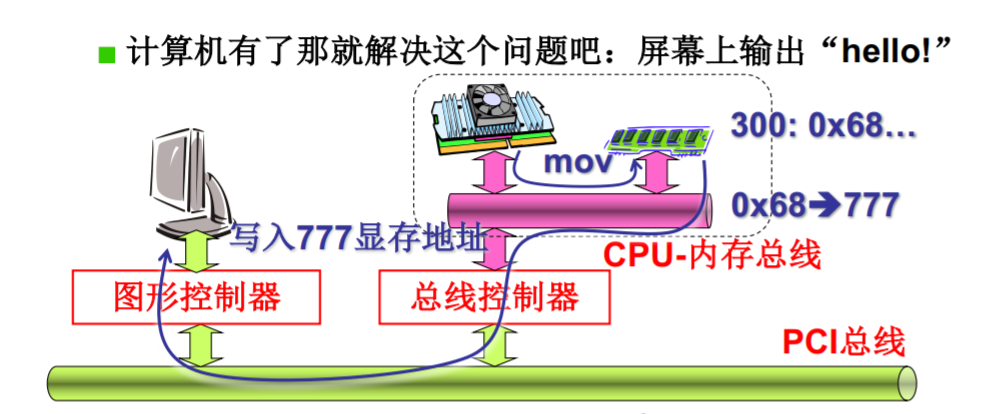 计算机有了那就解决这个问题吧：屏幕上输出“hello!”
300: 0x68…
mov
0x68➔777
写入777显存地址
CPU-内存总线
图形控制器
总线控制器
PCI总线